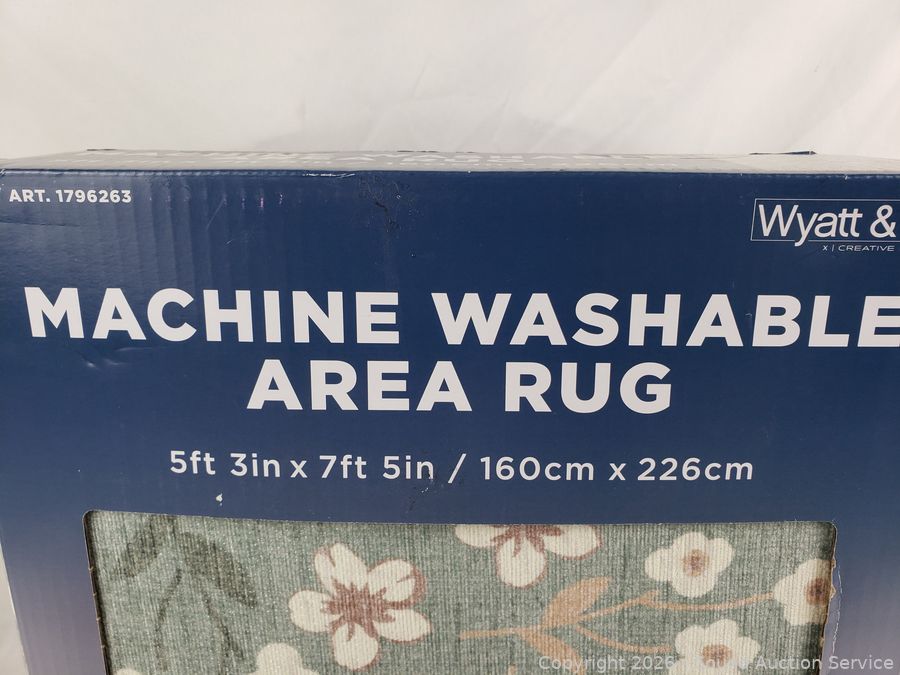 ART. 1796263
Wyatt &
X | CREATIVE
MACHINE WASHABLE
AREA RUG
5ft 3in x 7ft 5in / 160cm x 226cm
Copyright 2026 Auction Service